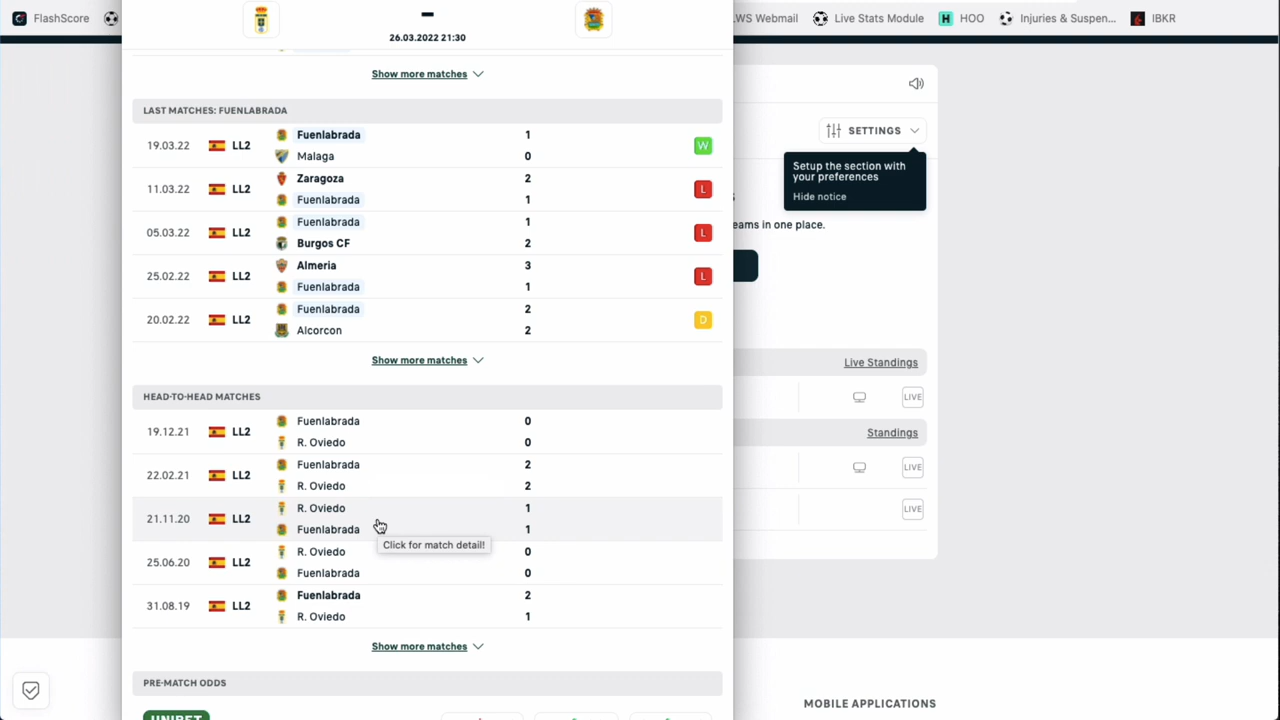 FlashScore
WS Webmail
Live Stats Module
H HOO
Injuries & Suspen...
IBKR
26.03.2022 21:30
Show more matches
LAST MATCHES: FUENLABRADA
19.03.22 LL2 Fuenlabrada 1
Malaga 0
W
11.03.22 LL2 Zaragoza 2
Fuenlabrada 1
L
05.03.22 LL2 Fuenlabrada 1
Burgos CF 2
L
25.02.22 LL2 Almeria 3
Fuenlabrada 1
L
20.02.22 LL2 Fuenlabrada 2
Alcorcon 2
D
Show more matches
HEAD-TO-HEAD MATCHES
19.12.21 LL2 Fuenlabrada 0
R. Oviedo 0
22.02.21 LL2 Fuenlabrada 2
R. Oviedo 2
21.11.20 LL2 R. Oviedo 1
Fuenlabrada 1
Click for match detail!
25.06.20 LL2 R. Oviedo 0
Fuenlabrada 0
31.08.19 LL2 Fuenlabrada 2
R. Oviedo 1
Show more matches
PRE-MATCH ODDS
UNIBET
SETTINGS
Setup the section with
your preferences
Hide notice
eams in one place.
Live Standings
LIVE
Standings
LIVE
LIVE
MOBILE APPLICATIONS